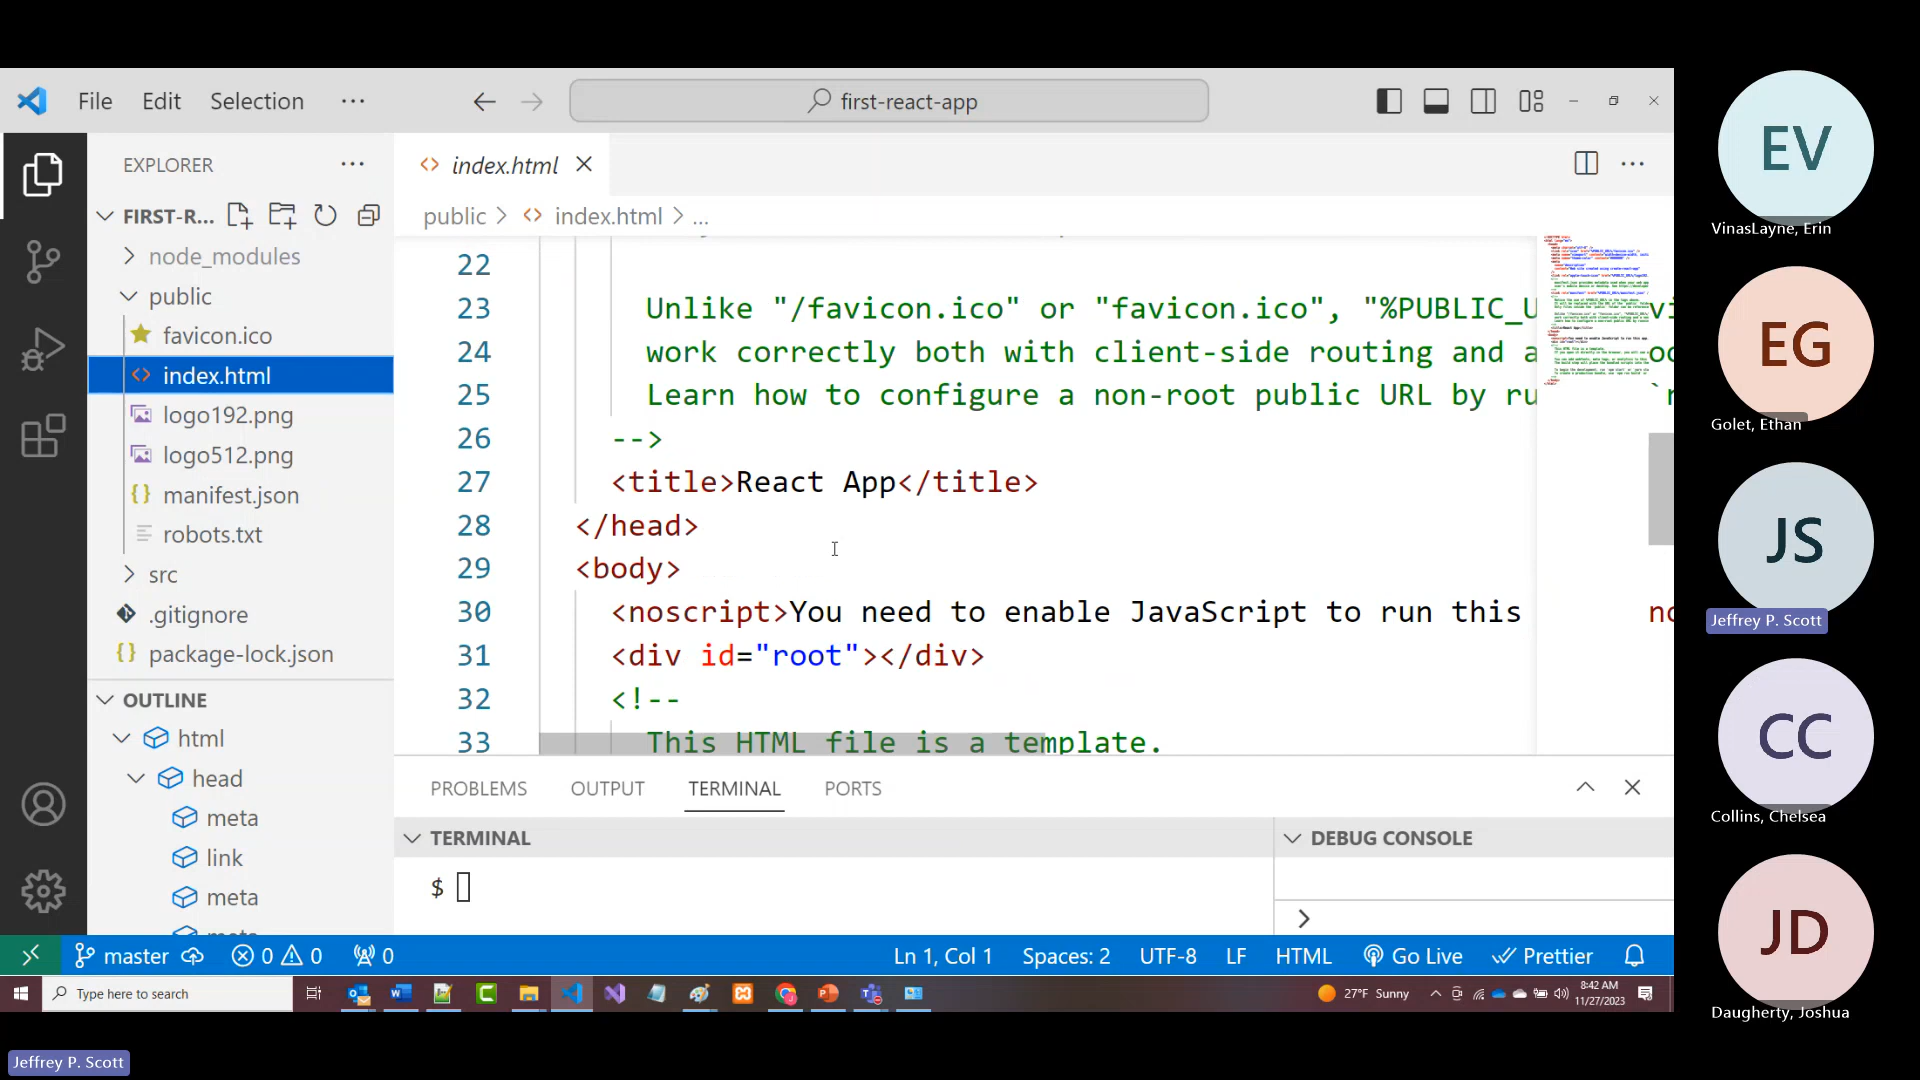 File Edit Selection ···
first-react-app
EXPLORER ···
FIRST-R...
node_modules
public
favicon.ico
index.html
logo192.png
logo512.png
manifest.json
robots.txt
src
.gitignore
package-lock.json
OUTLINE
html
head
meta
link
meta
index.html
public > index.html > ...
22
23 Unlike "/favicon.ico" or "favicon.ico", "%PUBLIC_U
24 work correctly both with client-side routing and a
25 Learn how to configure a non-root public URL by ru
26 -->
27 <title>React App</title>
28 </head>
29 <body>
30 <noscript>You need to enable JavaScript to run this
31 <div id="root"></div>
32 <!--
33 This HTML file is a template.
PROBLEMS OUTPUT TERMINAL PORTS
TERMINAL
$
DEBUG CONSOLE
>
master 0 0 0
Ln 1, Col 1 Spaces: 2 UTF-8 LF HTML Go Live Prettier
Type here to search
27°F Sunny
8:42 AM
11/27/2023
EV
VinasLayne, Erin
EG
Golet, Ethan
JS
Jeffrey P. Scott
CC
Collins, Chelsea
JD
Daugherty, Joshua
Jeffrey P. Scott